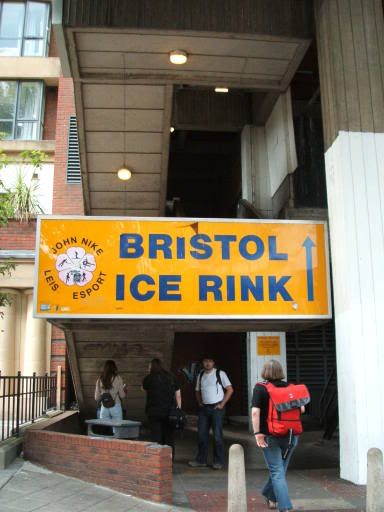 JOHN NIKE
LEISURESPORT
BRISTOL
ICE RINK